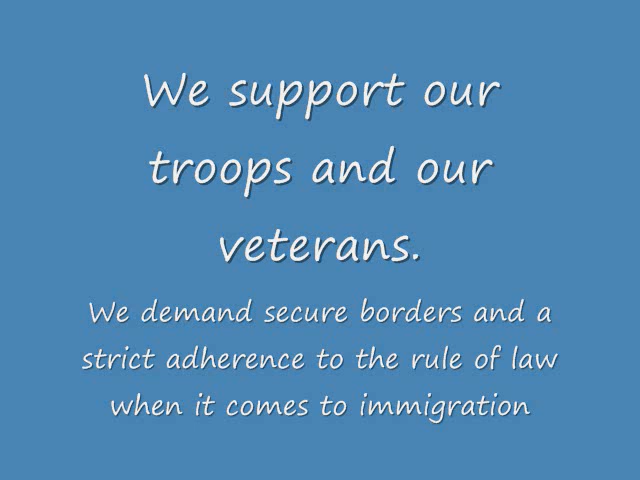 We support our
troops and our
veterans.
We demand secure borders and a
strict adherence to the rule of law
when it comes to immigration